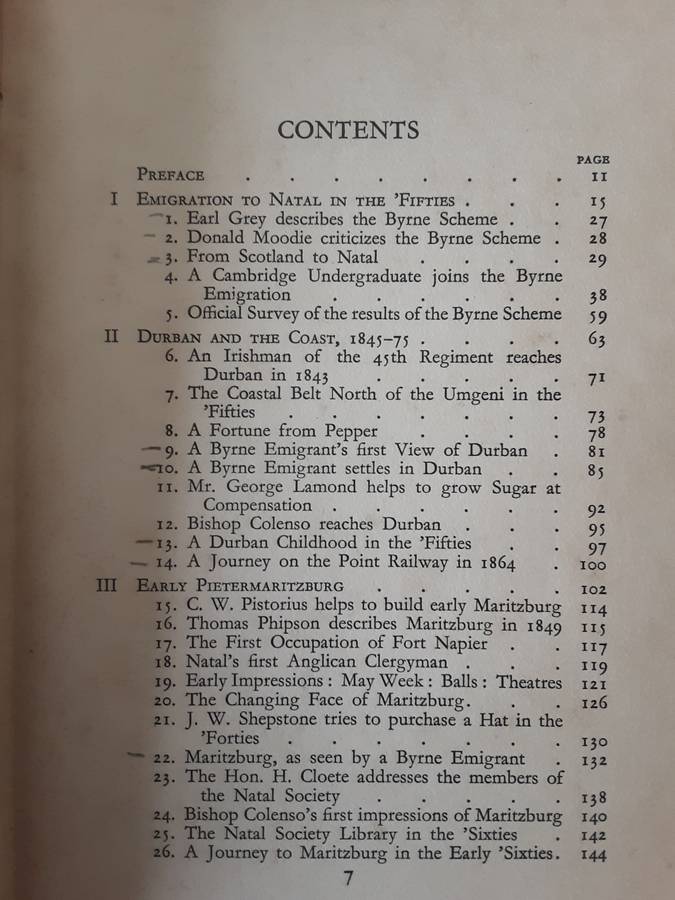 CONTENTS
PAGE
PREFACE . . . . . . . . 11
I EMIGRATION TO NATAL IN THE 'FIFTIES . . . 15
1. Earl Grey describes the Byrne Scheme . . 27
2. Donald Moodie criticizes the Byrne Scheme . 28
3. From Scotland to Natal . . . . 29
4. A Cambridge Undergraduate joins the Byrne
Emigration . . . . . . 38
5. Official Survey of the results of the Byrne Scheme 59
II DURBAN AND THE COAST, 1845–75 . . . . 63
6. An Irishman of the 45th Regiment reaches
Durban in 1843 . . . . . 71
7. The Coastal Belt North of the Umgeni in the
'Fifties . . . . . . . 73
8. A Fortune from Pepper . . . . 78
9. A Byrne Emigrant's first View of Durban . 81
10. A Byrne Emigrant settles in Durban . . 85
11. Mr. George Lamond helps to grow Sugar at
Compensation . . . . . . 92
12. Bishop Colenso reaches Durban . . . 95
13. A Durban Childhood in the 'Fifties . . 97
14. A Journey on the Point Railway in 1864 . 100
III EARLY PIETERMARITZBURG . . . . . 102
15. C. W. Pistorius helps to build early Maritzburg 114
16. Thomas Phipson describes Maritzburg in 1849 115
17. The First Occupation of Fort Napier . . 117
18. Natal's first Anglican Clergyman . . . 119
19. Early Impressions : May Week : Balls : Theatres 121
20. The Changing Face of Maritzburg. . . 126
21. J. W. Shepstone tries to purchase a Hat in the
'Forties . . . . . . . 130
22. Maritzburg, as seen by a Byrne Emigrant . 132
23. The Hon. H. Cloete addresses the members of
the Natal Society . . . . . 138
24. Bishop Colenso's first impressions of Maritzburg 140
25. The Natal Society Library in the 'Sixties . 142
26. A Journey to Maritzburg in the Early 'Sixties. 144
7